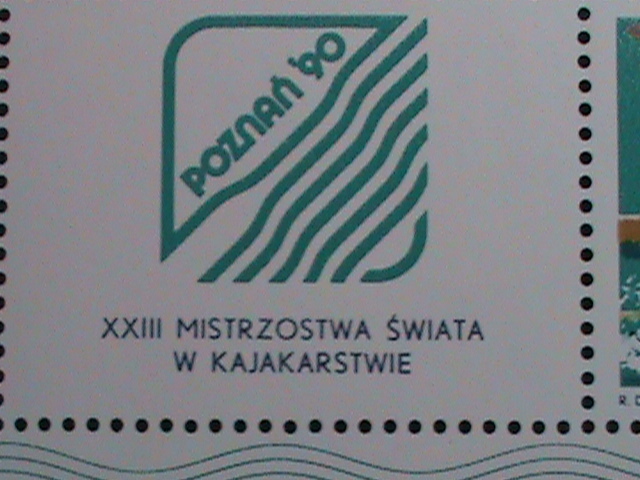 POZNAŃ '90
XXIII MISTRZOSTWA ŚWIATA
W KAJAKARSTWIE